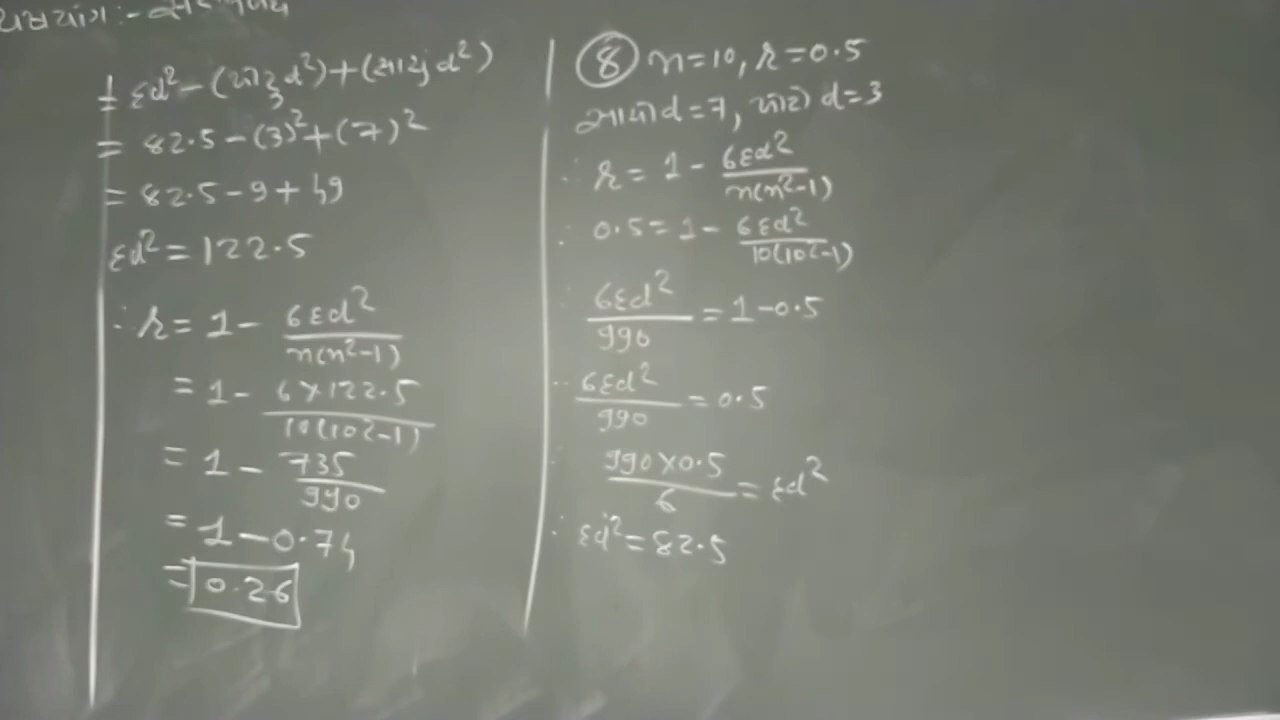 = Σd² - (ખોટુd²) + (સાચુંd²)
= 82.5 - (3)² + (7)²
= 82.5 - 9 + 49
Σd² = 122.5
∴ r = 1 - 6Σd² / n(n²-1)
= 1 - 6×122.5 / 10(10²-1)
= 1 - 735 / 990
= 1 - 0.74
= 0.26
⑧ n=10, r=0.5
સાચો d=7, ખોટો d=3
∴ r = 1 - 6Σd² / n(n²-1)
∴ 0.5 = 1 - 6Σd² / 10(10²-1)
∴ 6Σd² / 990 = 1-0.5
∴ 6Σd² / 990 = 0.5
∴ 990×0.5 / 6 = Σd²
∴ Σd² = 82.5